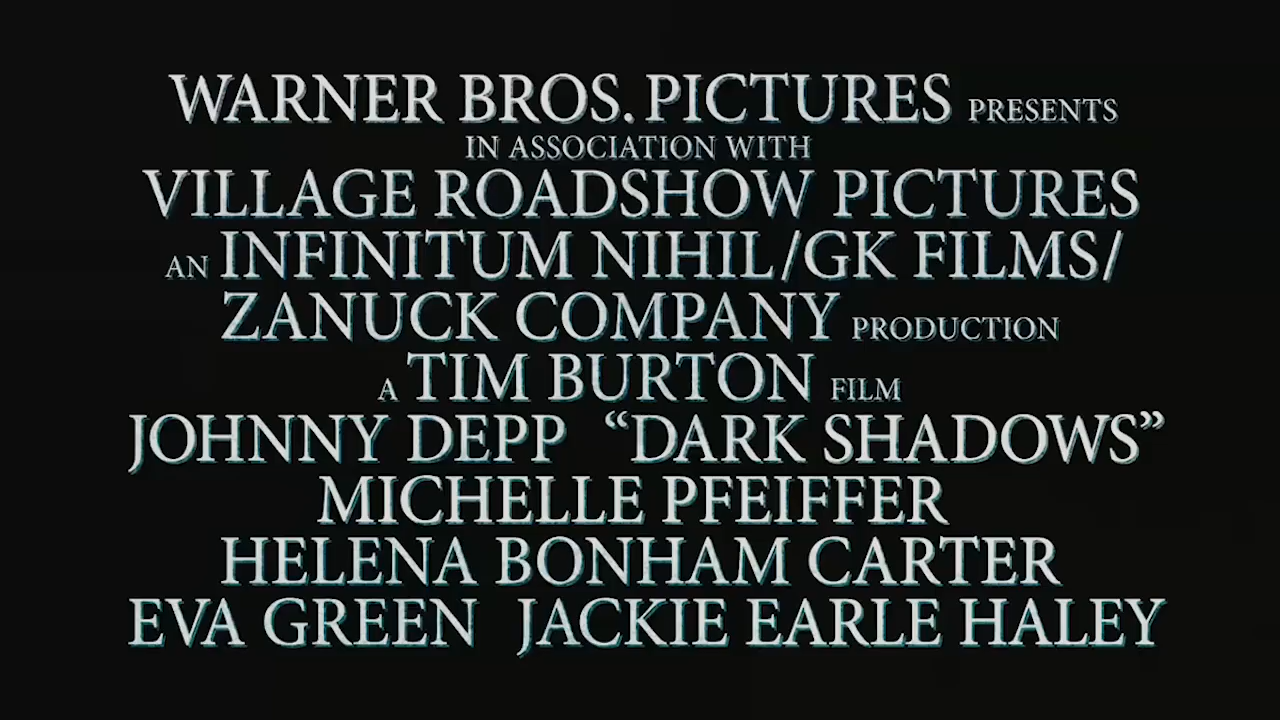 WARNER BROS. PICTURES PRESENTS
IN ASSOCIATION WITH
VILLAGE ROADSHOW PICTURES
AN INFINITUM NIHIL/GK FILMS/
ZANUCK COMPANY PRODUCTION
A TIM BURTON FILM
JOHNNY DEPP “DARK SHADOWS”
MICHELLE PFEIFFER
HELENA BONHAM CARTER
EVA GREEN JACKIE EARLE HALEY